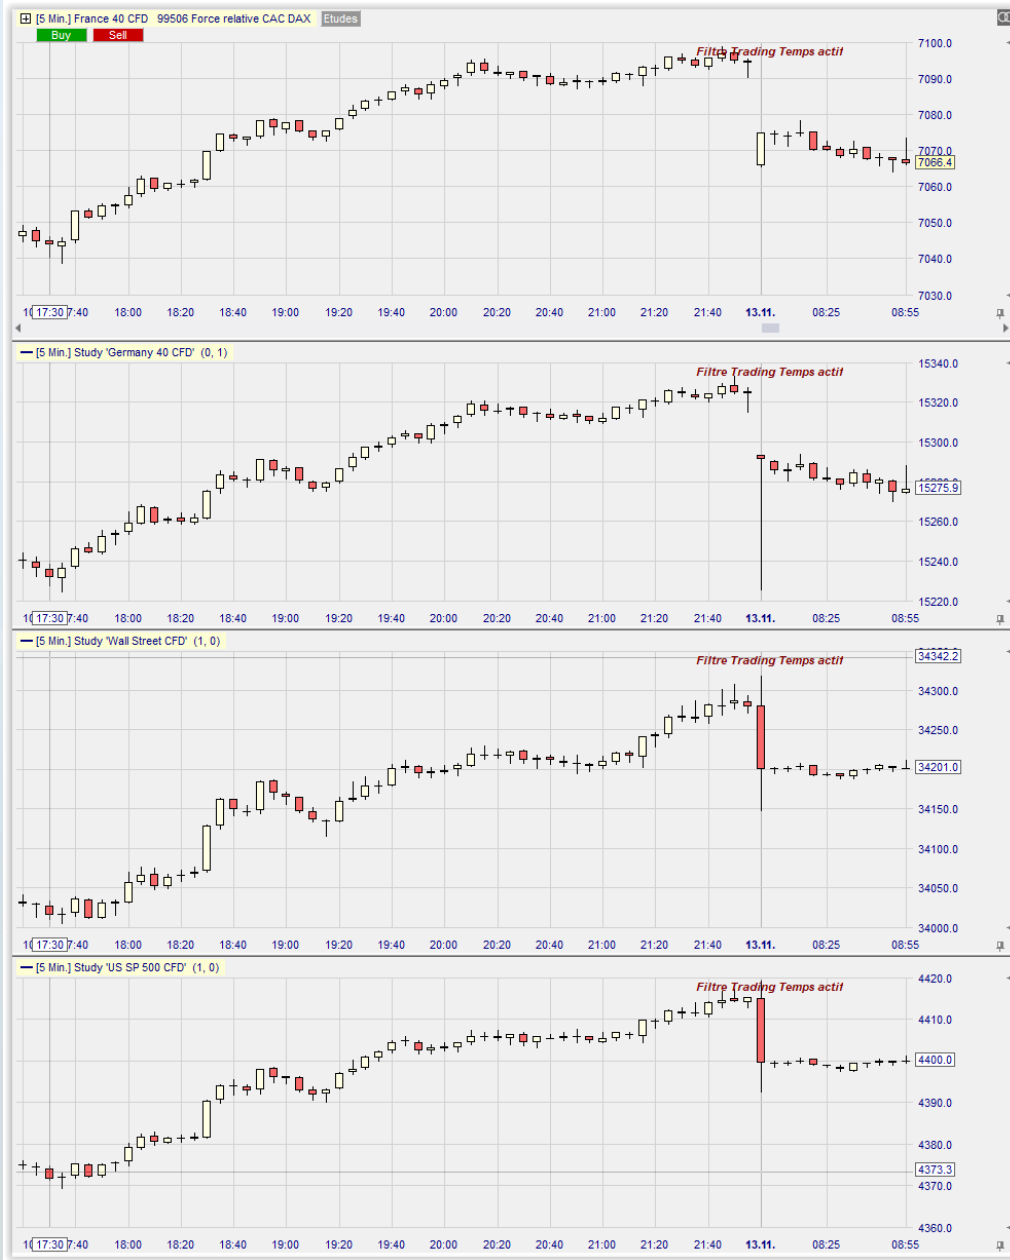 [5 Min.] France 40 CFD 99506 Force relative CAC DAX Etudes
Buy Sell
Filtre Trading Temps actif
7100.0
7090.0
7080.0
7070.0
7066.4
7060.0
7050.0
7040.0
7030.0
17:30 7:40 18:00 18:20 18:40 19:00 19:20 19:40 20:00 20:20 20:40 21:00 21:20 21:40 13.11. 08:25 08:55
[5 Min.] Study 'Germany 40 CFD' (0, 1)
Filtre Trading Temps actif
15340.0
15320.0
15300.0
15275.9
15260.0
15240.0
15220.0
17:30 7:40 18:00 18:20 18:40 19:00 19:20 19:40 20:00 20:20 20:40 21:00 21:20 21:40 13.11. 08:25 08:55
[5 Min.] Study 'Wall Street CFD' (1, 0)
Filtre Trading Temps actif
34342.2
34300.0
34250.0
34201.0
34150.0
34100.0
34050.0
34000.0
17:30 7:40 18:00 18:20 18:40 19:00 19:20 19:40 20:00 20:20 20:40 21:00 21:20 21:40 13.11. 08:25 08:55
[5 Min.] Study 'US SP 500 CFD' (1, 0)
Filtre Trading Temps actif
4420.0
4410.0
4400.0
4390.0
4380.0
4373.3
4370.0
4360.0
17:30 7:40 18:00 18:20 18:40 19:00 19:20 19:40 20:00 20:20 20:40 21:00 21:20 21:40 13.11. 08:25 08:55